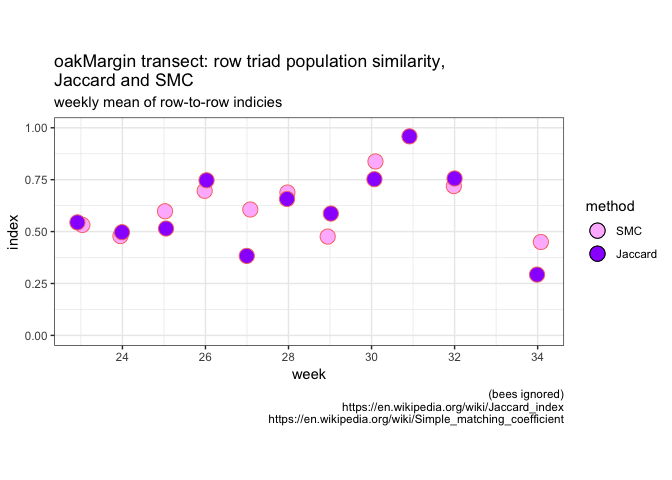 oakMargin transect: row triad population similarity,
Jaccard and SMC
weekly mean of row-to-row indicies
1.00
0.75
0.50
0.25
0.00
index
24 26 28 30 32 34
week
method
SMC
Jaccard
(bees ignored)
https://en.wikipedia.org/wiki/Jaccard_index
https://en.wikipedia.org/wiki/Simple_matching_coefficient